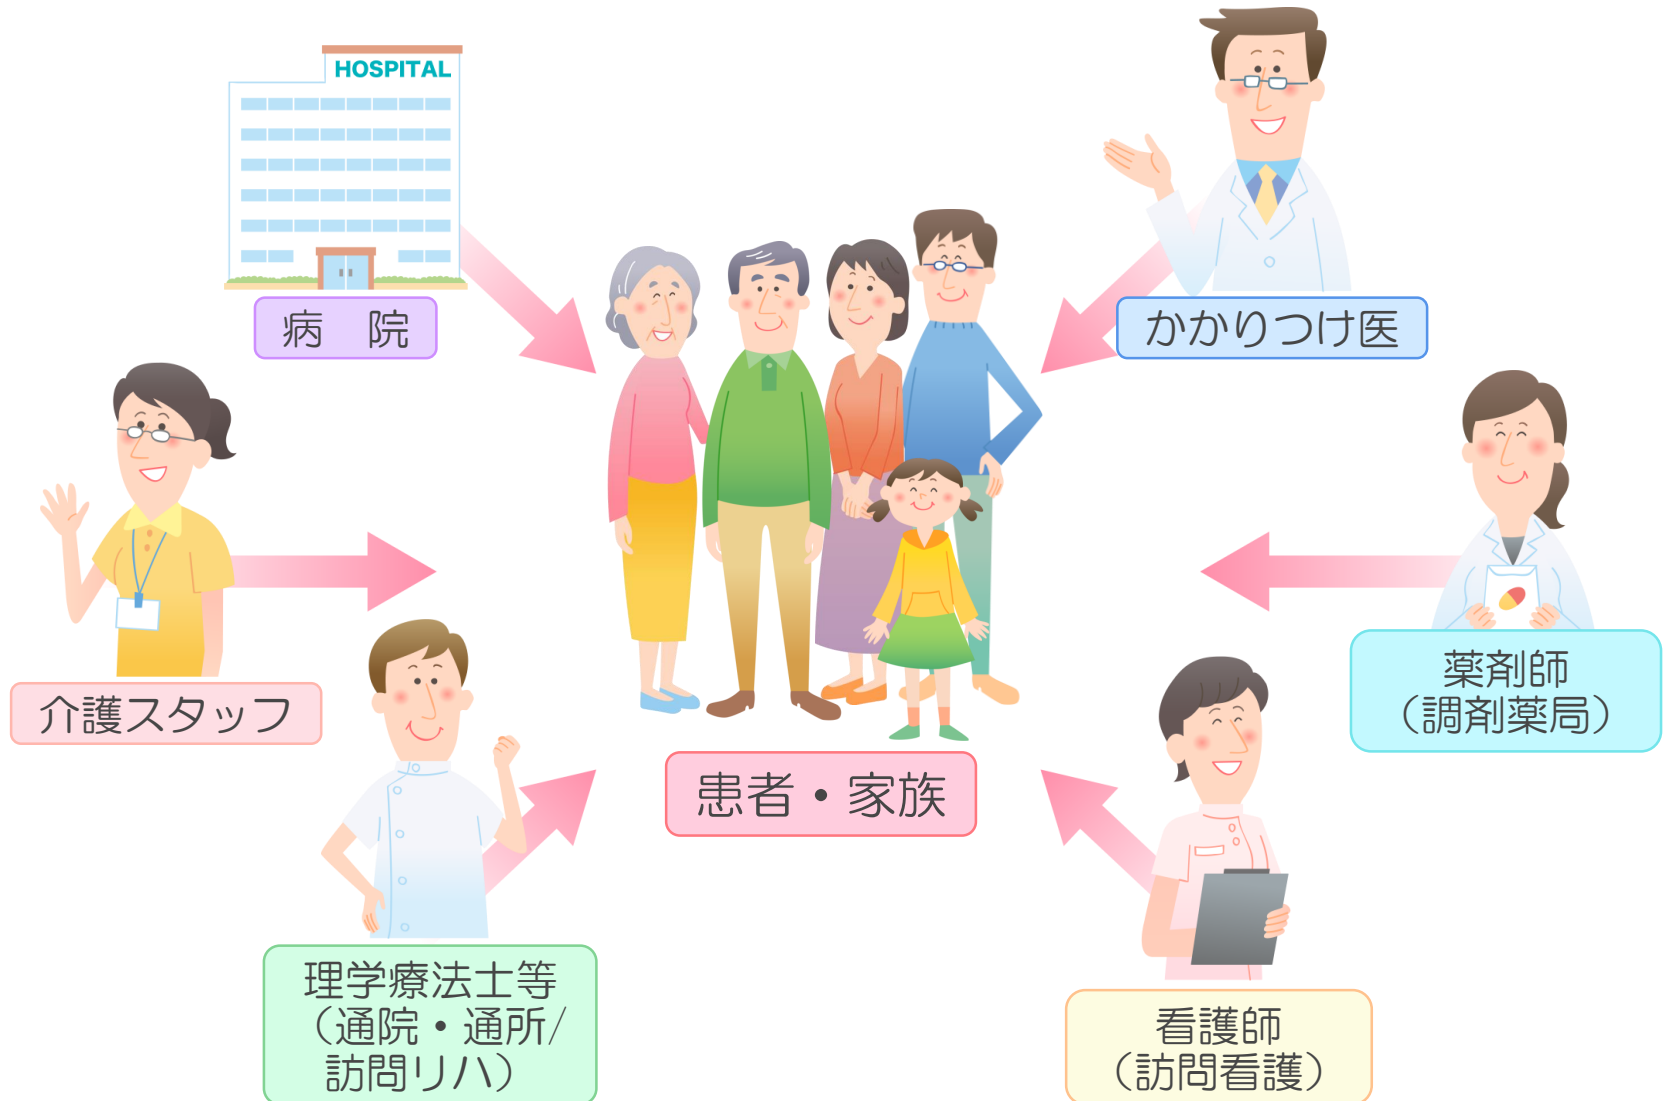 HOSPITAL
病　院
かかりつけ医
介護スタッフ
薬剤師
（調剤薬局）
患者・家族
理学療法士等
（通院・通所/
訪問リハ）
看護師
（訪問看護）